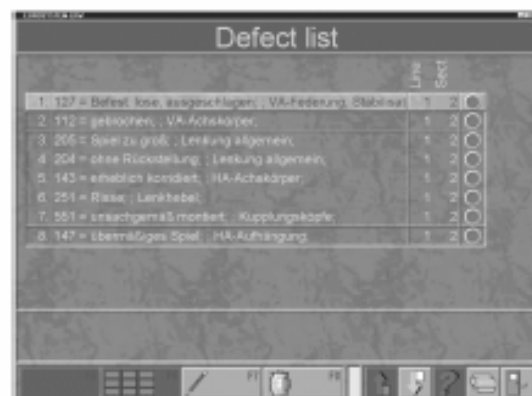 Defect list
Line Sect.
1. 127 = Befest. lose, ausgeschlagen; ; VA-Federung, Stabilisat 1 2
2. 112 = gebrochen; ; VA-Achskörper; 1 2
3. 205 = Spiel zu groß; ; Lenkung allgemein; 1 2
4. 204 = ohne Rückstellung; ; Lenkung allgemein; 1 2
5. 143 = erheblich korrodiert; ; HA-Achskörper; 1 2
6. 251 = Risse; ; Lenkhebel; 1 2
7. 551 = unsachgemäß montiert; ; Kupplungsköpfe; 1 2
8. 147 = übermäßiges Spiel; ; HA-Aufhängung; 1 2
F7 F8